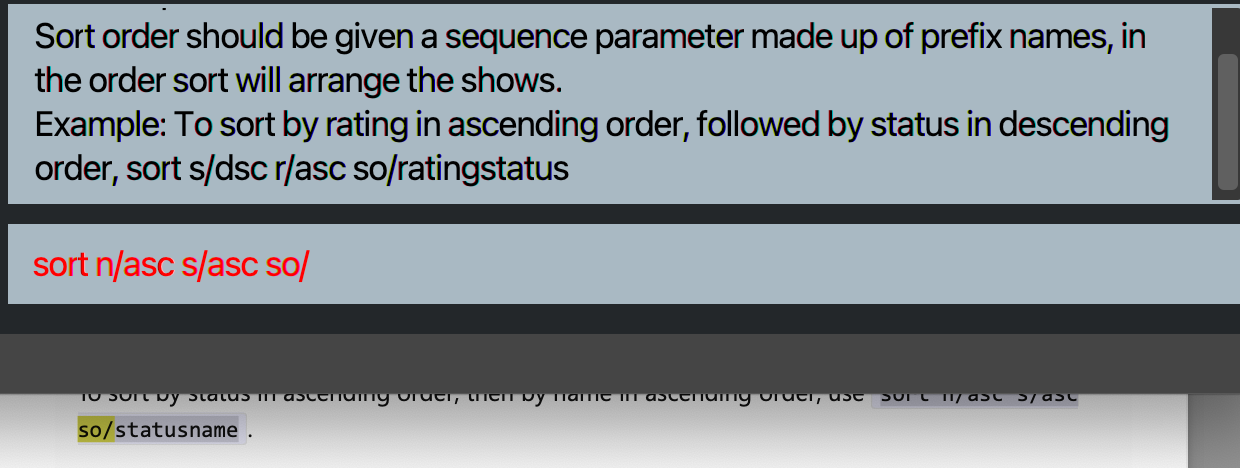 Sort order should be given a sequence parameter made up of prefix names, in
the order sort will arrange the shows.
Example: To sort by rating in ascending order, followed by status in descending
order, sort s/dsc r/asc so/ratingstatus
sort n/asc s/asc so/
To sort by status in ascending order, then by name in ascending order, use sort n/asc s/asc
so/statusname .